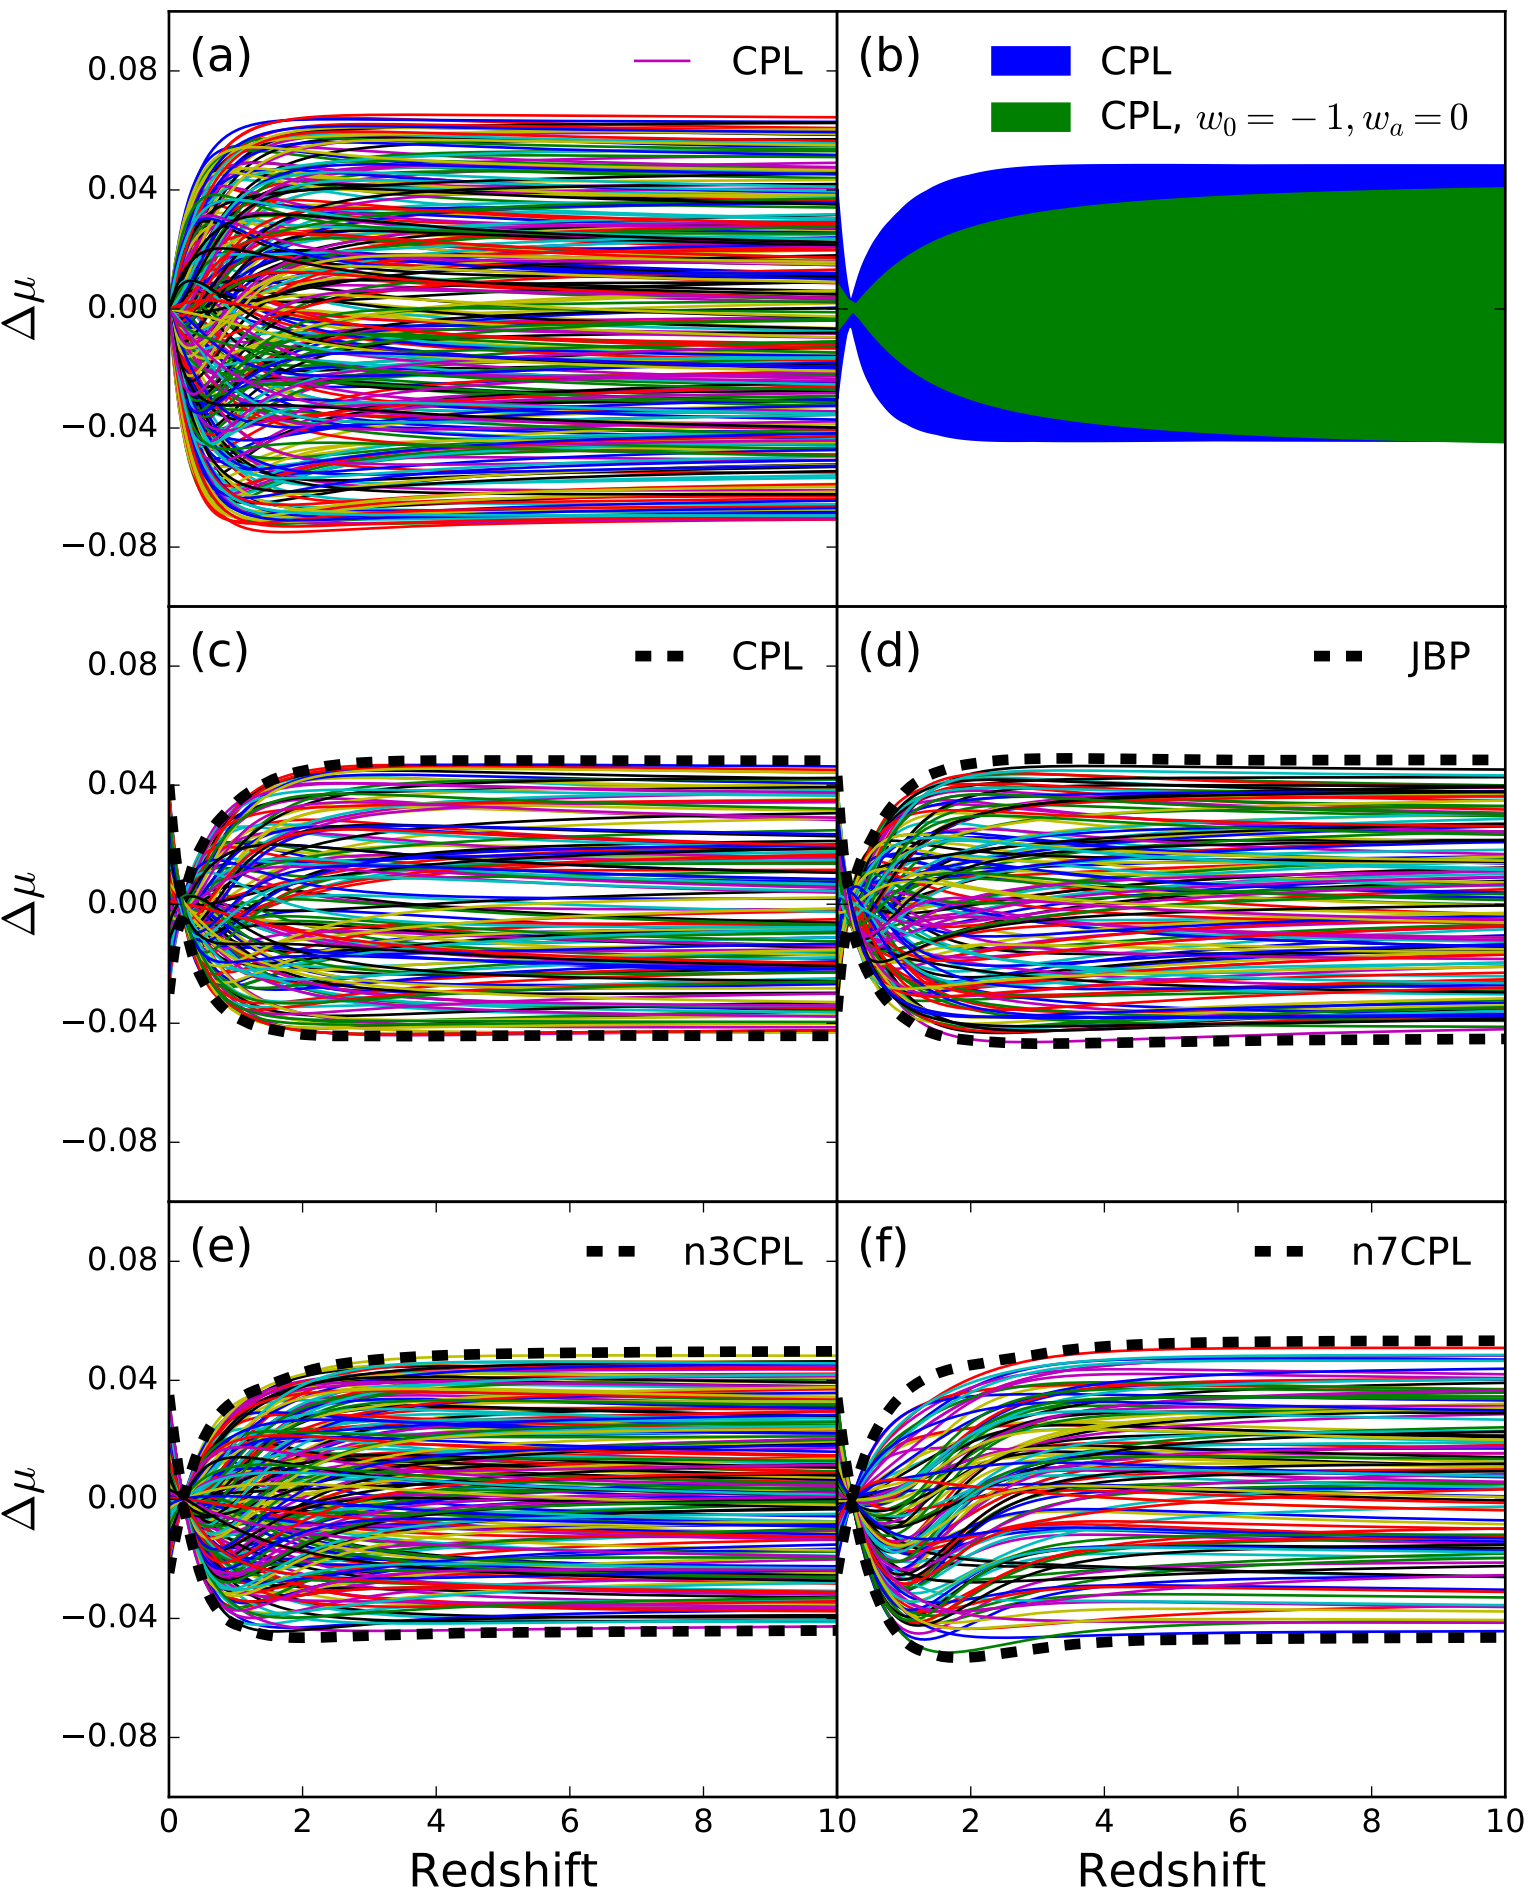 (a)
CPL
(b)
CPL
CPL, w₀ = −1, wₐ = 0
0.08
0.04
0.00
−0.04
−0.08
Δμ
(c)
CPL
(d)
JBP
0.08
0.04
0.00
−0.04
−0.08
Δμ
(e)
n3CPL
(f)
n7CPL
0.08
0.04
0.00
−0.04
−0.08
Δμ
0 2 4 6 8 10 2 4 6 8 10
Redshift
Redshift